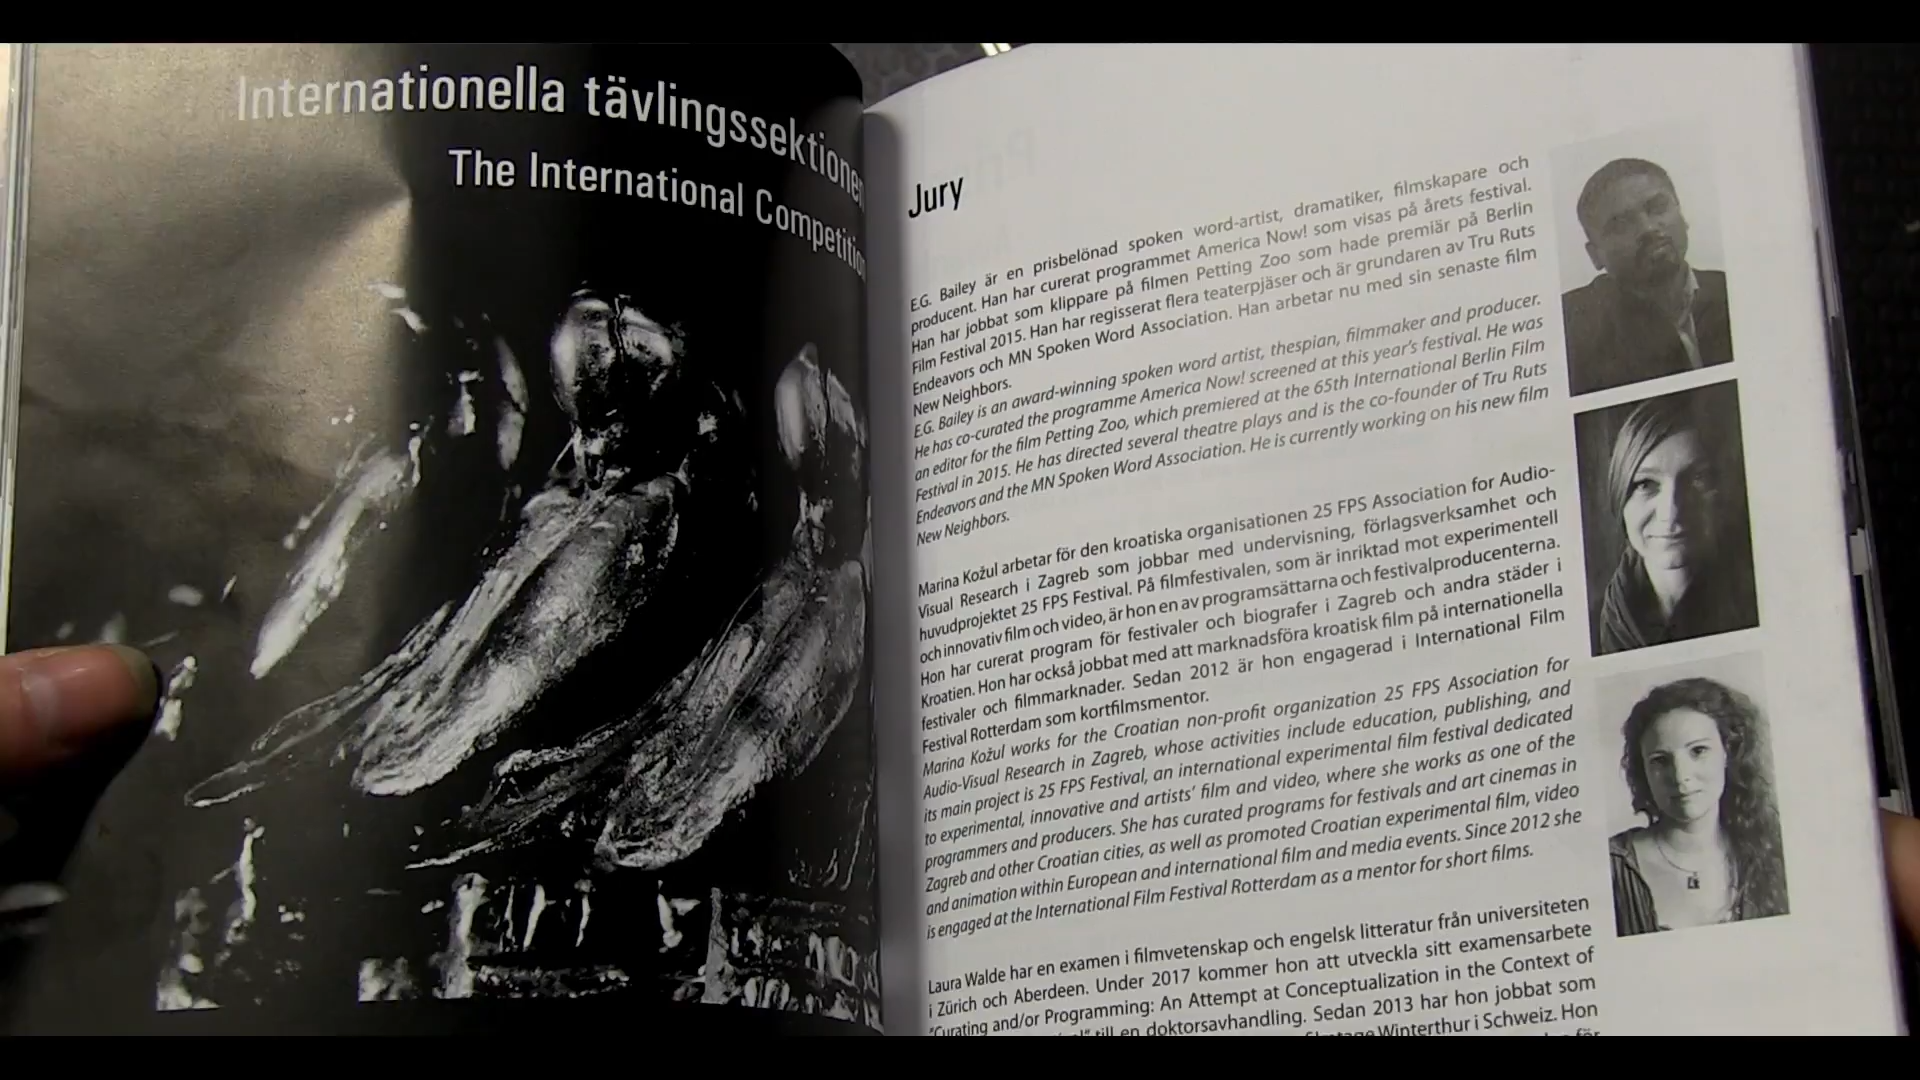 Internationella tävlingssektionen
The International Competition
Jury
E.G. Bailey är en prisbelönad spoken word-artist, dramatiker, filmskapare och
producent. Han har curerat programmet America Now! som visas på årets festival.
Han har jobbat som klippare på filmen Petting Zoo som hade premiär på Berlin
Film Festival 2015. Han har regisserat flera teaterpjäser och är grundaren av Tru Ruts
Endeavors och MN Spoken Word Association. Han arbetar nu med sin senaste film
New Neighbors.
E.G. Bailey is an award-winning spoken word artist, thespian, filmmaker and producer.
He has co-curated the programme America Now! screened at this year's festival. He was
an editor for the film Petting Zoo, which premiered at the 65th International Berlin Film
Festival in 2015. He has directed several theatre plays and is the co-founder of Tru Ruts
Endeavors and the MN Spoken Word Association. He is currently working on his new film
New Neighbors.
Marina Kožul arbetar för den kroatiska organisationen 25 FPS Association for Audio-
Visual Research i Zagreb som jobbar med undervisning, förlagsverksamhet och
huvudprojektet 25 FPS Festival. På filmfestivalen, som är inriktad mot experimentell
och innovativ film och video, är hon en av programsättarna och festivalproducenterna.
Hon har curerat program för festivaler och biografer i Zagreb och andra städer i
Kroatien. Hon har också jobbat med att marknadsföra kroatisk film på internationella
festivaler och filmmarknader. Sedan 2012 är hon engagerad i International Film
Festival Rotterdam som kortfilmsmentor.
Marina Kožul works for the Croatian non-profit organization 25 FPS Association for
Audio-Visual Research in Zagreb, whose activities include education, publishing, and
its main project is 25 FPS Festival, an international experimental film festival dedicated
to experimental, innovative and artists' film and video, where she works as one of the
programmers and producers. She has curated programs for festivals and art cinemas in
Zagreb and other Croatian cities, as well as promoted Croatian experimental film, video
and animation within European and international film and media events. Since 2012 she
is engaged at the International Film Festival Rotterdam as a mentor for short films.
Laura Walde har en examen i filmvetenskap och engelsk litteratur från universiteten
i Zürich och Aberdeen. Under 2017 kommer hon att utveckla sitt examensarbete
"Curating and/or Programming: An Attempt at Conceptualization in the Context of
till en doktorsavhandling. Sedan 2013 har hon jobbat som
Winterthur i Schweiz. Hon
för